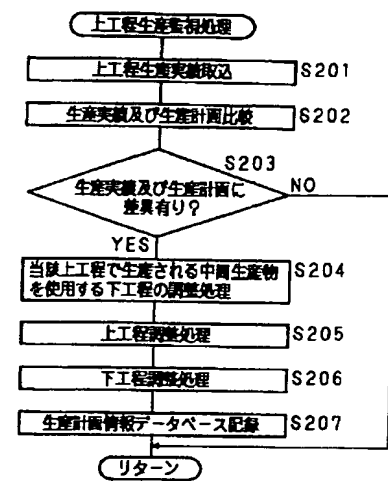 上工程生産監視処理
上工程生産実績取込
S201
生産実績及び生産計画比較
S202
S203
生産実績及び生産計画に
差異有り？
NO
YES
当該上工程で生産される中間生産物
を使用する下工程の調整処理
S204
上工程調整処理
S205
下工程調整処理
S206
生産計画情報データベース記録
S207
リターン